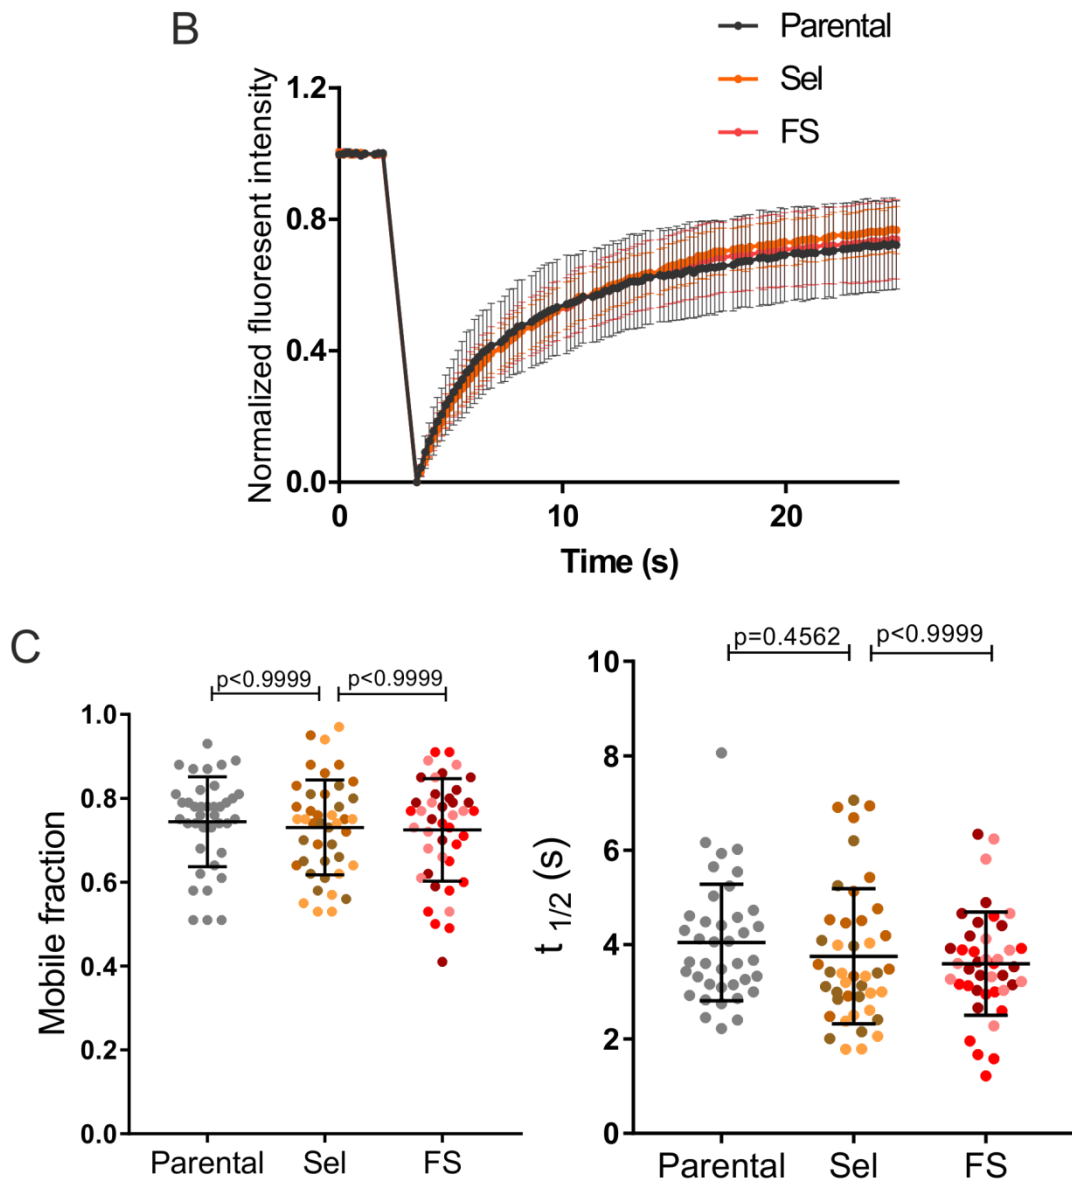 B
Parental
Sel
FS
Normalized fluoresent intensity
1.2
0.8
0.4
0.0
0
10
20
Time (s)
C
p<0.9999
p<0.9999
Mobile fraction
1.0
0.8
0.6
0.4
0.2
0.0
Parental
Sel
FS
p=0.4562
p<0.9999
t 1/2 (s)
10
8
6
4
2
0
Parental
Sel
FS